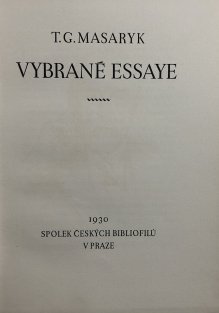 T. G. MASARYK
VYBRANÉ ESSAYE
1930
SPOLEK ČESKÝCH BIBLIOFILŮ
V PRAZE